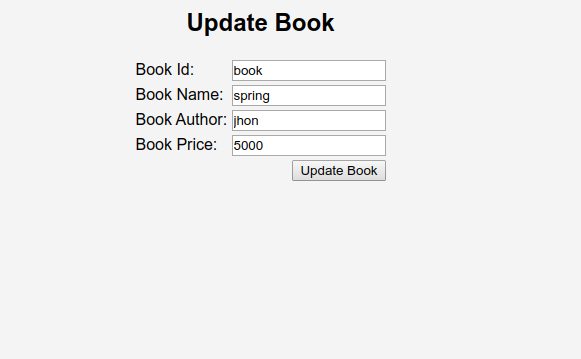 Update Book
Book Id: book
Book Name: spring
Book Author: jhon
Book Price: 5000
Update Book